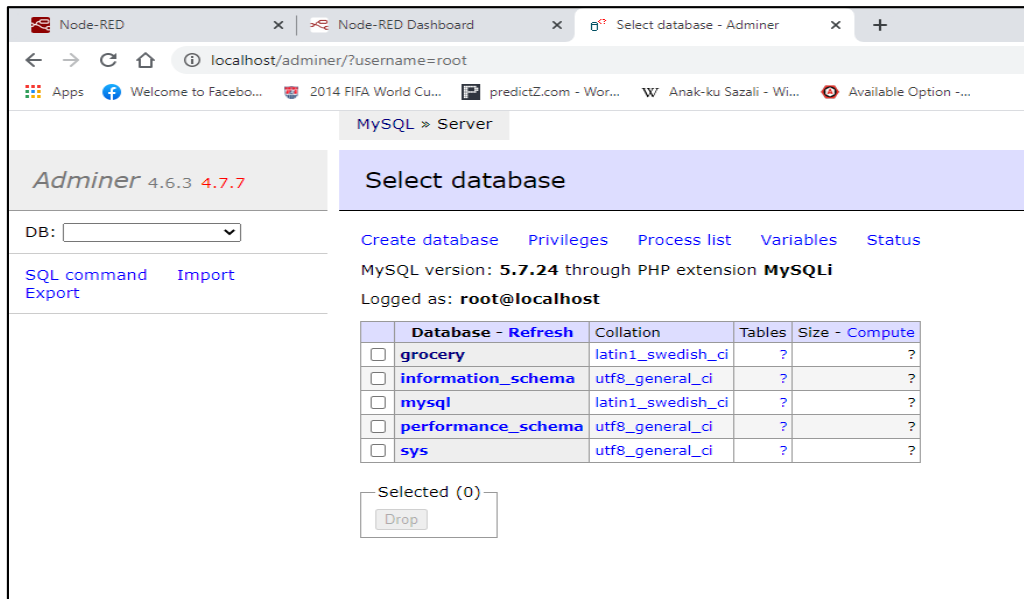 Node-RED Node-RED Dashboard Select database - Adminer
localhost/adminer/?username=root
Apps Welcome to Facebo... 2014 FIFA World Cu... predictZ.com - Wor... Anak-ku Sazali - Wi... Available Option -...
MySQL » Server
Adminer 4.6.3 4.7.7
DB:
SQL command Import
Export
Select database
Create database Privileges Process list Variables Status
MySQL version: 5.7.24 through PHP extension MySQLi
Logged as: root@localhost
Database - Refresh Collation Tables Size - Compute
grocery latin1_swedish_ci ? ?
information_schema utf8_general_ci ? ?
mysql latin1_swedish_ci ? ?
performance_schema utf8_general_ci ? ?
sys utf8_general_ci ? ?
Selected (0)
Drop